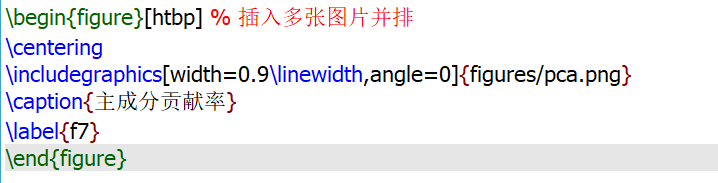 \begin{figure}[htbp] % 插入多张图片并排
\centering
\includegraphics[width=0.9\linewidth,angle=0]{figures/pca.png}
\caption{主成分贡献率}
\label{f7}
\end{figure}